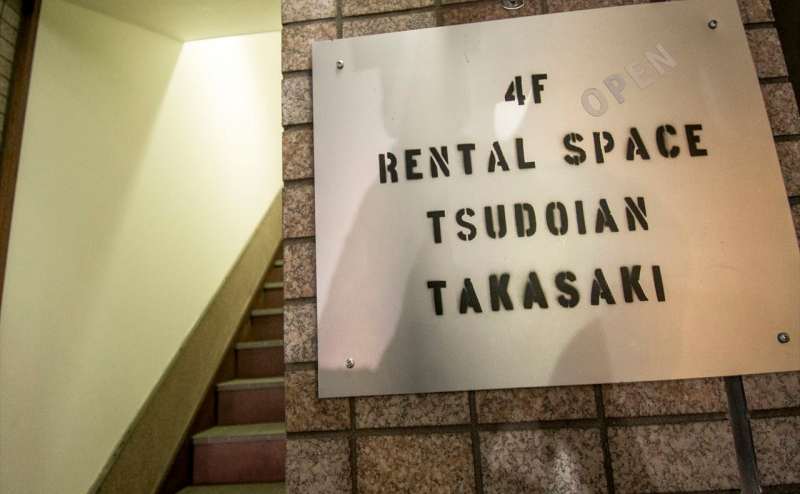 4F
OPEN
RENTAL SPACE
TSUDOIAN
TAKASAKI